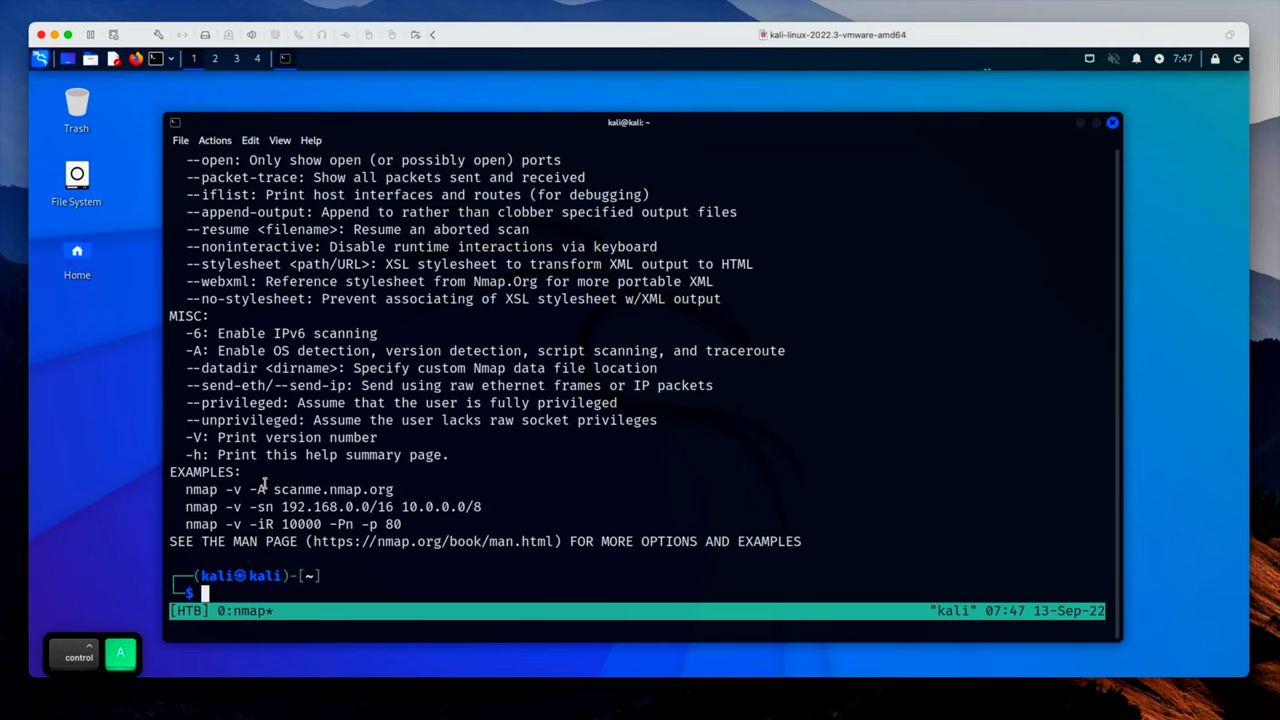 kali-linux-2022.3-vmware-amd64
1 2 3 4
7:47
Trash
File System
Home
kali@kali: ~
File Actions Edit View Help
--open: Only show open (or possibly open) ports
--packet-trace: Show all packets sent and received
--iflist: Print host interfaces and routes (for debugging)
--append-output: Append to rather than clobber specified output files
--resume <filename>: Resume an aborted scan
--noninteractive: Disable runtime interactions via keyboard
--stylesheet <path/URL>: XSL stylesheet to transform XML output to HTML
--webxml: Reference stylesheet from Nmap.Org for more portable XML
--no-stylesheet: Prevent associating of XSL stylesheet w/XML output
MISC:
-6: Enable IPv6 scanning
-A: Enable OS detection, version detection, script scanning, and traceroute
--datadir <dirname>: Specify custom Nmap data file location
--send-eth/--send-ip: Send using raw ethernet frames or IP packets
--privileged: Assume that the user is fully privileged
--unprivileged: Assume the user lacks raw socket privileges
-V: Print version number
-h: Print this help summary page.
EXAMPLES:
nmap -v -A scanme.nmap.org
nmap -v -sn 192.168.0.0/16 10.0.0.0/8
nmap -v -iR 10000 -Pn -p 80
SEE THE MAN PAGE (https://nmap.org/book/man.html) FOR MORE OPTIONS AND EXAMPLES
┌──(kali㉿kali)-[~]
└─$
[HTB] 0:nmap* "kali" 07:47 13-Sep-22
^
control
A